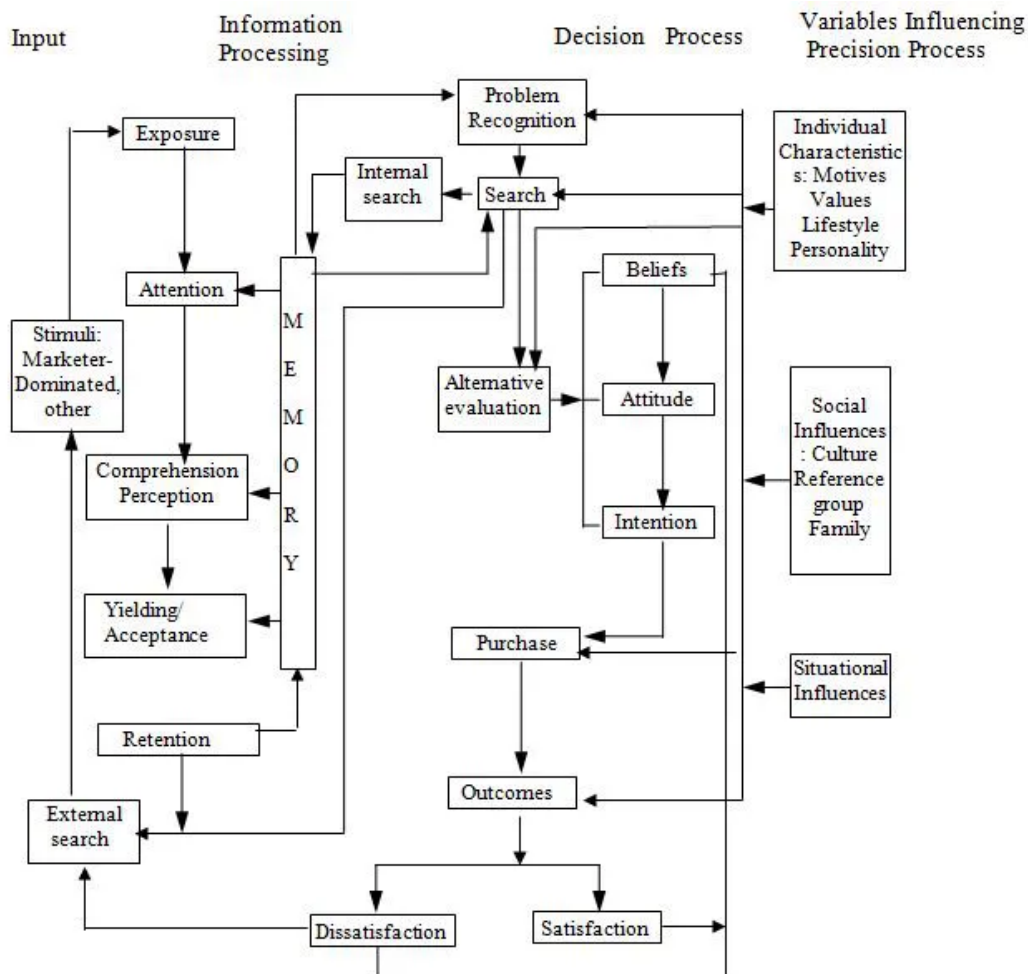 Input
Information
Processing
Decision Process
Variables Influencing
Precision Process
Exposure
Attention
Stimuli:
Marketer-
Dominated,
other
Comprehension
Perception
Yielding/
Acceptance
Retention
External
search
Internal
search
M
E
M
O
R
Y
Problem
Recognition
Search
Alternative
evaluation
Beliefs
Attitude
Intention
Purchase
Outcomes
Dissatisfaction
Satisfaction
Individual
Characteristic
s: Motives
Values
Lifestyle
Personality
Social
Influences
: Culture
Reference
group
Family
Situational
Influences